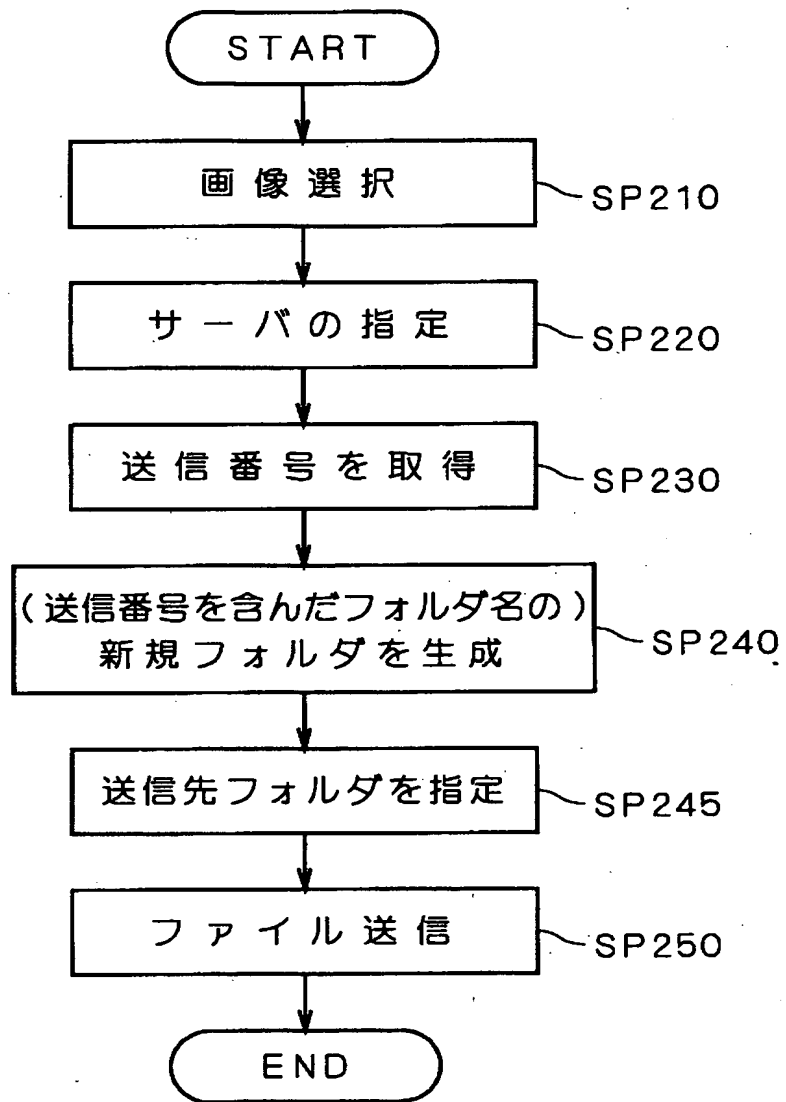 START
画像選択
SP210
サーバの指定
SP220
送信番号を取得
SP230
(送信番号を含んだフォルダ名の)
新規フォルダを生成
SP240
送信先フォルダを指定
SP245
ファイル送信
SP250
END